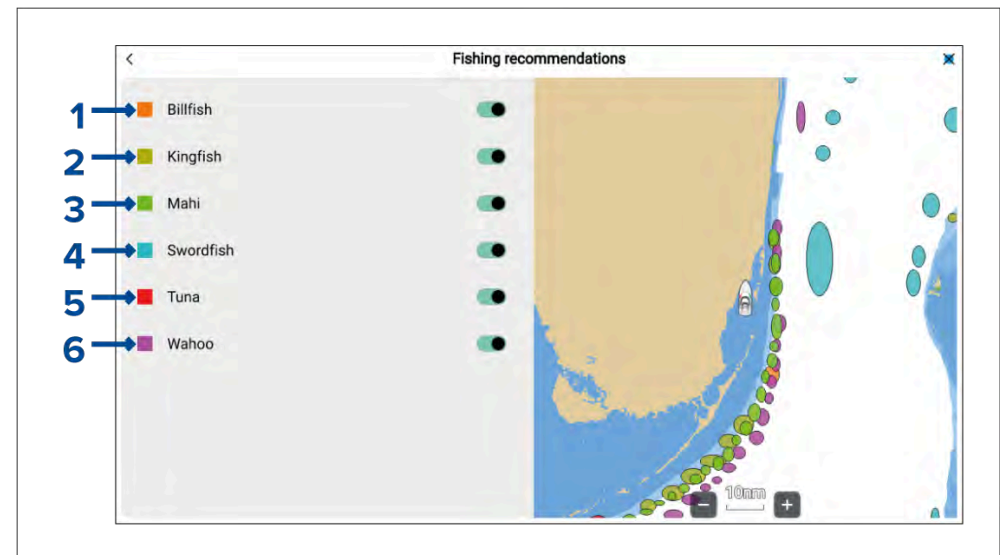 Fishing recommendations
1 Billfish
2 Kingfish
3 Mahi
4 Swordfish
5 Tuna
6 Wahoo
10nm